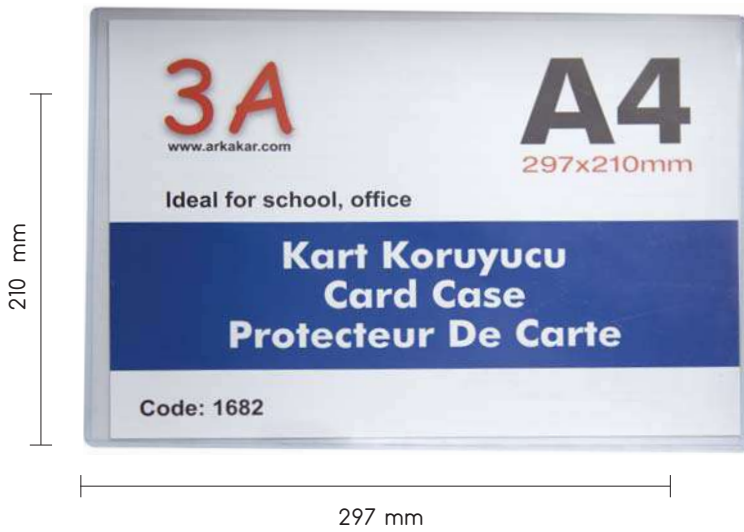 3A
www.arkakar.com
A4
297x210mm
Ideal for school, office
Kart Koruyucu
Card Case
Protecteur De Carte
Code: 1682
210 mm
297 mm